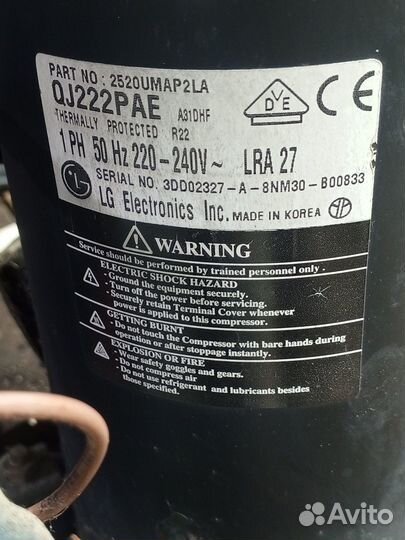 PART NO : 2520UMAP2LA
QJ222PAE A31DHF
THERMALLY PROTECTED R22
1 PH 50 Hz 220-240V~ LRA 27
SERIAL NO. 3DD02327-A-8NM30-B00833
LG Electronics Inc. MADE IN KOREA
DVE
LG
WARNING
Service should be performed by trained personnel only.
ELECTRIC SHOCK HAZARD
- Ground the equipment securely.
- Turn off the power before servicing.
- Securely retain Terminal Cover whenever
power is applied to this compressor.
GETTING BURNT
- Do not touch the Compressor with bare hands during
operation or after stoppage instantly.
EXPLOSION OR FIRE
- Wear safety goggles and gears.
- Do not compress air
- Do not use refrigerant and lubricants besides
those specified.
Avito